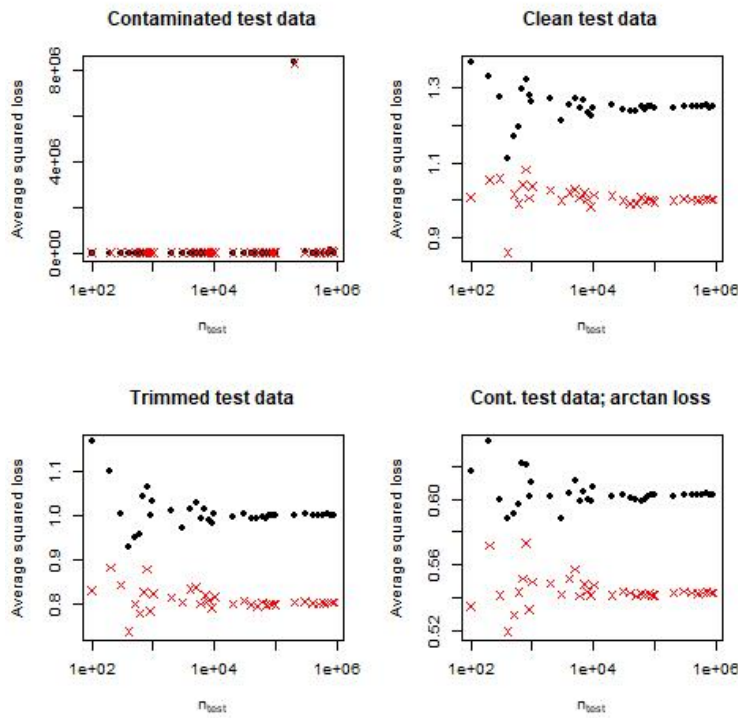 Contaminated test data
Average squared loss
0e+00 4e+06 8e+06
1e+02 1e+04 1e+06
n_test
Clean test data
Average squared loss
0.9 1.1 1.3
1e+02 1e+04 1e+06
n_test
Trimmed test data
Average squared loss
0.8 0.9 1.0 1.1
1e+02 1e+04 1e+06
n_test
Cont. test data; arctan loss
Average squared loss
0.52 0.56 0.60
1e+02 1e+04 1e+06
n_test